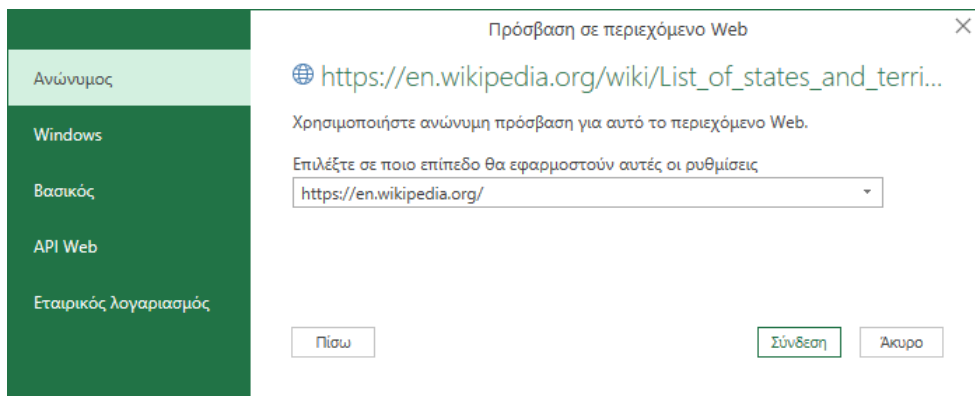 Πρόσβαση σε περιεχόμενο Web
Ανώνυμος
Windows
Βασικός
API Web
Εταιρικός λογαριασμός
https://en.wikipedia.org/wiki/List_of_states_and_terri...
Χρησιμοποιήστε ανώνυμη πρόσβαση για αυτό το περιεχόμενο Web.
Επιλέξτε σε ποιο επίπεδο θα εφαρμοστούν αυτές οι ρυθμίσεις
https://en.wikipedia.org/
Πίσω
Σύνδεση
Άκυρο